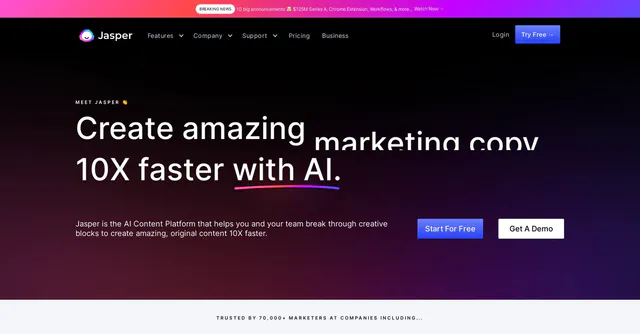 BREAKING NEWS 10 big announcements 🎊 $125M Series A, Chrome Extension, Workflows, & more... Watch Now →
Jasper Features Company Support Pricing Business Login Try Free →
MEET JASPER 👋
Create amazing marketing copy
10X faster with AI.
Jasper is the AI Content Platform that helps you and your team break through creative
blocks to create amazing, original content 10X faster.
Start For Free Get A Demo
TRUSTED BY 70,000+ MARKETERS AT COMPANIES INCLUDING...